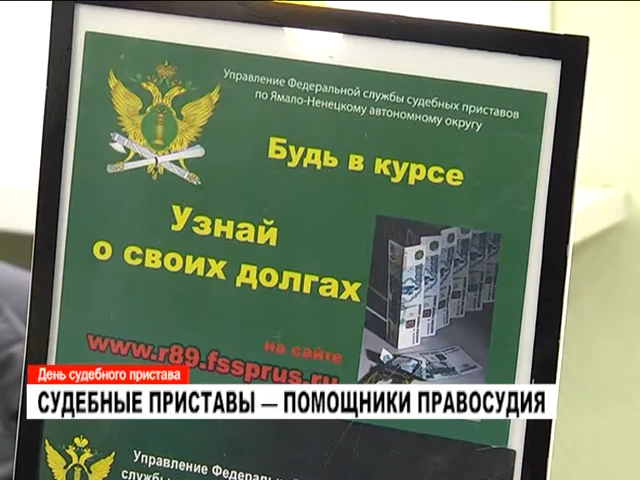 Управление Федеральной службы судебных приставов
по Ямало-Ненецкому автономному округу
Будь в курсе
Узнай
о своих долгах
на сайте
www.r89.fssprus.ru
День судебного пристава
СУДЕБНЫЕ ПРИСТАВЫ — ПОМОЩНИКИ ПРАВОСУДИЯ
Управление
службы